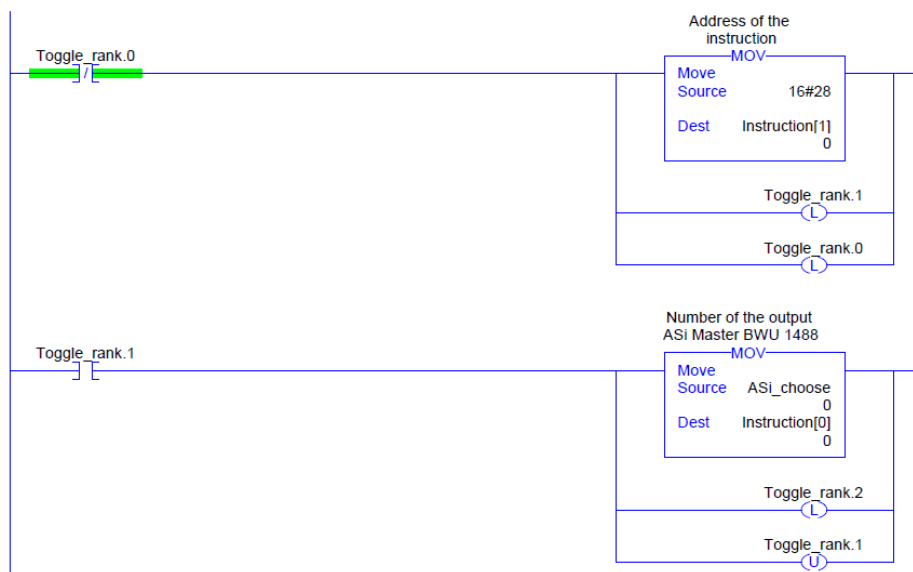 Address of the
instruction
Toggle_rank.0
MOV
Move
Source 16#28
Dest Instruction[1]
0
Toggle_rank.1
L
Toggle_rank.0
L
Number of the output
ASi Master BWU 1488
Toggle_rank.1
MOV
Move
Source ASi_choose
0
Dest Instruction[0]
0
Toggle_rank.2
L
Toggle_rank.1
U